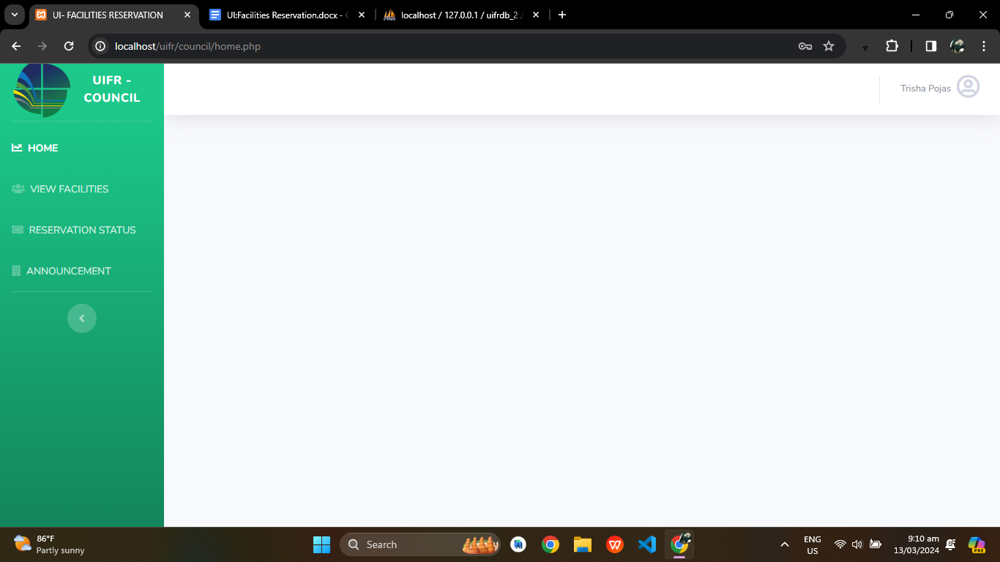 UI- FACILITIES RESERVATION
UI:Facilities Reservation.docx -
localhost / 127.0.0.1 / uifrdb_2
localhost/uifr/council/home.php
UIFR -
COUNCIL
Trisha Pojas
HOME
VIEW FACILITIES
RESERVATION STATUS
ANNOUNCEMENT
86°F
Partly sunny
Search
ENG
US
9:10 am
13/03/2024
PRE